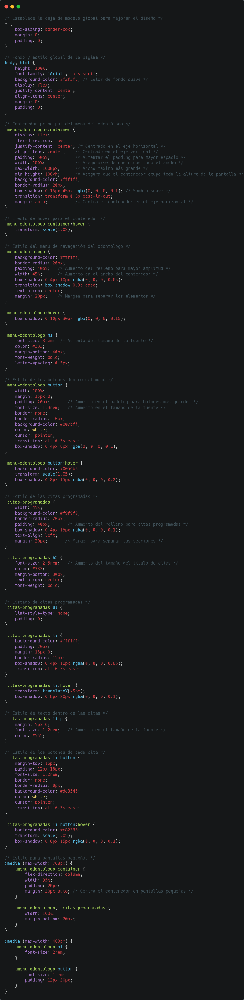 /* Establece la caja de modelo global para mejorar el diseño */
* {
    box-sizing: border-box;
    margin: 0;
    padding: 0;
}

/* Fondo y estilo global de la página */
body, html {
    height: 100%;
    font-family: 'Arial', sans-serif;
    background-color: #f2f3f5; /* Color de fondo suave */
    display: flex;
    justify-content: center;
    align-items: center;
    margin: 0;
    padding: 0;
}

/* Contenedor principal del menú del odontólogo */
.menu-odontologo-container {
    display: flex;
    flex-direction: row;
    justify-content: center; /* Centrado en el eje horizontal */
    align-items: center;    /* Centrado en el eje vertical */
    padding: 50px;          /* Aumentar el padding para mayor espacio */
    width: 100%;            /* Asegurarse de que ocupe todo el ancho */
    max-width: 1600px;      /* Ancho máximo más grande */
    min-height: 100vh;      /* Asegura que el contenedor ocupe toda la altura de la pantalla */
    background-color: #ffffff;
    border-radius: 20px;
    box-shadow: 0 15px 45px rgba(0, 0, 0, 0.1); /* Sombra suave */
    transition: transform 0.3s ease-in-out;
    margin: auto;           /* Centra el contenedor en el eje horizontal */
}

/* Efecto de hover para el contenedor */
.menu-odontologo-container:hover {
    transform: scale(1.02);
}

/* Estilo del menú de navegación del odontólogo */
.menu-odontologo {
    background-color: #ffffff;
    border-radius: 20px;
    padding: 40px;   /* Aumento del relleno para mayor amplitud */
    width: 45%;      /* Aumento en el ancho del contenedor */
    box-shadow: 0 4px 10px rgba(0, 0, 0, 0.05);
    transition: box-shadow 0.3s ease;
    text-align: center;
    margin: 20px;    /* Margen para separar los elementos */
}

.menu-odontologo:hover {
    box-shadow: 0 10px 30px rgba(0, 0, 0, 0.15);
}

.menu-odontologo h1 {
    font-size: 3rem;  /* Aumento del tamaño de la fuente */
    color: #333;
    margin-bottom: 40px;
    font-weight: bold;
    letter-spacing: 0.5px;
}

/* Estilo de los botones dentro del menú */
.menu-odontologo button {
    width: 100%;
    margin: 15px 0;
    padding: 20px;       /* Aumento en el padding para botones más grandes */
    font-size: 1.3rem;   /* Aumento en el tamaño de la fuente */
    border: none;
    border-radius: 10px;
    background-color: #007bff;
    color: white;
    cursor: pointer;
    transition: all 0.3s ease;
    box-shadow: 0 4px 8px rgba(0, 0, 0, 0.1);
}

.menu-odontologo button:hover {
    background-color: #0056b3;
    transform: scale(1.05);
    box-shadow: 0 8px 15px rgba(0, 0, 0, 0.2);
}

/* Estilo de las citas programadas */
.citas-programadas {
    width: 45%;
    background-color: #f9f9f9;
    border-radius: 20px;
    padding: 40px;       /* Aumento del relleno para citas programadas */
    box-shadow: 0 4px 15px rgba(0, 0, 0, 0.1);
    text-align: left;
    margin: 20px;       /* Margen para separar las secciones */
}

.citas-programadas h2 {
    font-size: 2.5rem;   /* Aumento del tamaño del título de citas */
    color: #333;
    margin-bottom: 30px;
    text-align: center;
    font-weight: bold;
}

/* Listado de citas programadas */
.citas-programadas ul {
    list-style-type: none;
    padding: 0;
}

.citas-programadas li {
    background-color: #ffffff;
    padding: 20px;
    margin: 15px 0;
    border-radius: 12px;
    box-shadow: 0 4px 10px rgba(0, 0, 0, 0.05);
    transition: all 0.3s ease;
}

.citas-programadas li:hover {
    transform: translateY(-5px);
    box-shadow: 0 8px 20px rgba(0, 0, 0, 0.1);
}

/* Estilo de texto dentro de las citas */
.citas-programadas li p {
    margin: 5px 0;
    font-size: 1.2rem;   /* Aumento en el tamaño de la fuente */
    color: #555;
}

/* Estilo de los botones de cada cita */
.citas-programadas li button {
    margin-top: 15px;
    padding: 12px 18px;
    font-size: 1.2rem;
    border: none;
    border-radius: 8px;
    background-color: #dc3545;
    color: white;
    cursor: pointer;
    transition: all 0.3s ease;
}

.citas-programadas li button:hover {
    background-color: #c82333;
    transform: scale(1.05);
    box-shadow: 0 8px 15px rgba(0, 0, 0, 0.1);
}

/* Estilo para pantallas pequeñas */
@media (max-width: 768px) {
    .menu-odontologo-container {
        flex-direction: column;
        width: 95%;
        padding: 20px;
        margin: 20px auto; /* Centra el contenedor en pantallas pequeñas */
    }

    .menu-odontologo, .citas-programadas {
        width: 100%;
        margin-bottom: 20px;
    }
}

@media (max-width: 480px) {
    .menu-odontologo h1 {
        font-size: 2rem;
    }

    .menu-odontologo button {
        font-size: 1rem;
        padding: 12px 20px;
    }
}